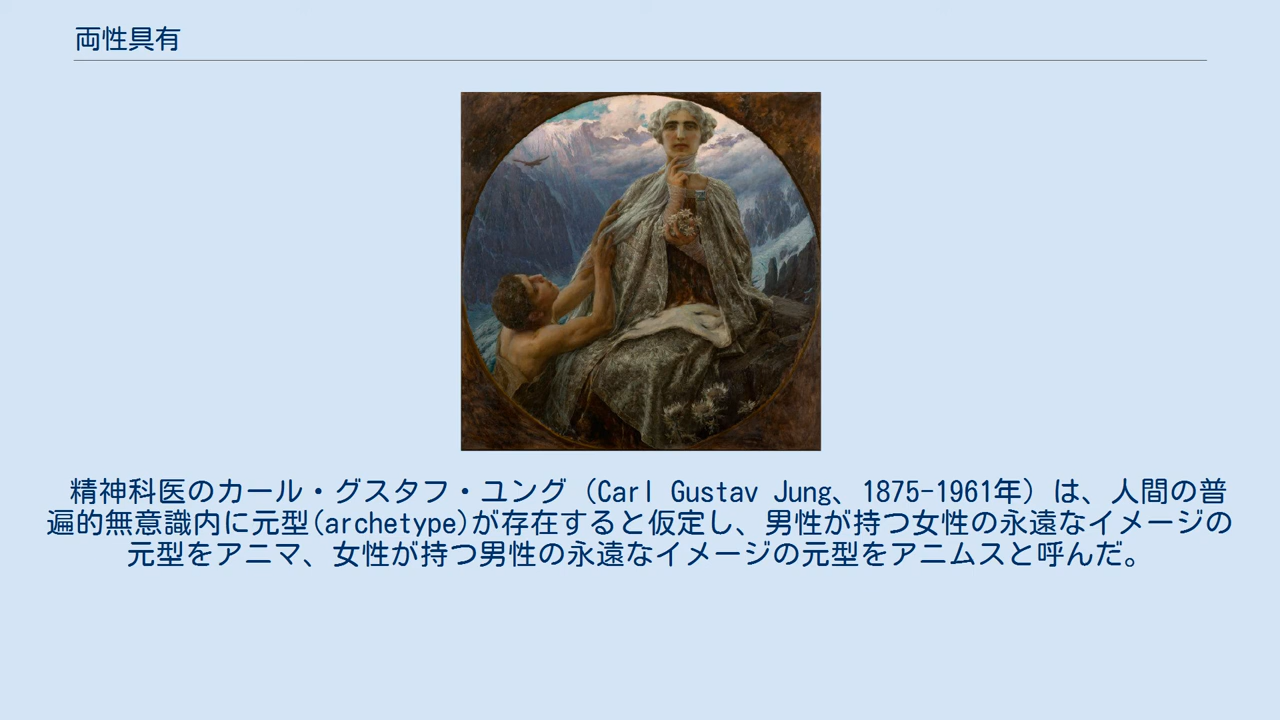 両性具有
精神科医のカール・グスタフ・ユング（Carl Gustav Jung、1875-1961年）は、人間の普
遍的無意識内に元型(archetype)が存在すると仮定し、男性が持つ女性の永遠なイメージの
元型をアニマ、女性が持つ男性の永遠なイメージの元型をアニムスと呼んだ。